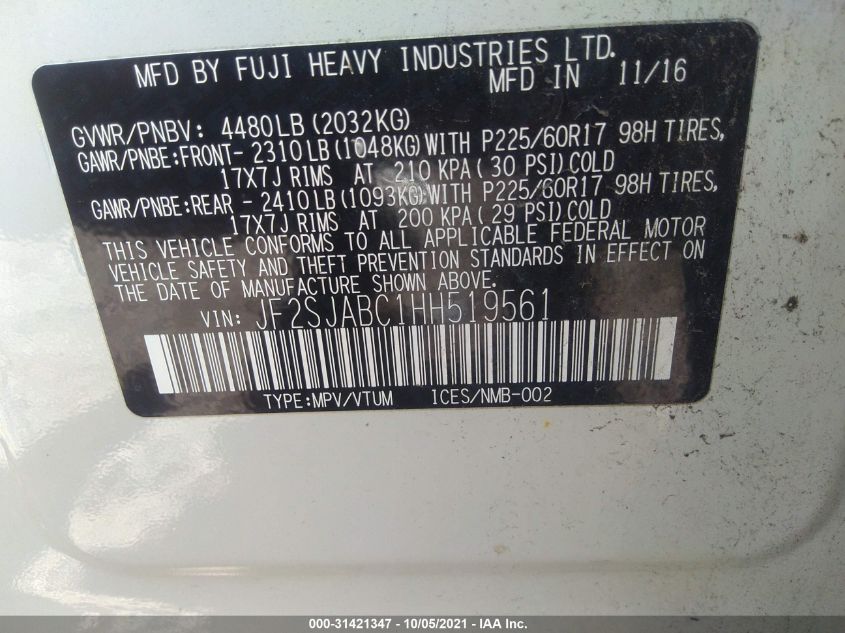 MFD BY FUJI HEAVY INDUSTRIES LTD.
MFD IN 11/16
GVWR/PNBV: 4480LB(2032KG)
GAWR/PNBE:FRONT- 2310LB(1048KG)WITH P225/60R17 98H TIRES,
17X7J RIMS AT 210 KPA( 30 PSI)COLD
GAWR/PNBE:REAR - 2410LB(1093KG)WITH P225/60R17 98H TIRES,
17X7J RIMS AT 200 KPA( 29 PSI)COLD
THIS VEHICLE CONFORMS TO ALL APPLICABLE FEDERAL MOTOR
VEHICLE SAFETY AND THEFT PREVENTION STANDARDS IN EFFECT ON
THE DATE OF MANUFACTURE SHOWN ABOVE.
VIN: JF2SJABC1HH519561
TYPE:MPV/VTUM ICES/NMB-002
000-31421347 - 10/05/2021 - IAA Inc.